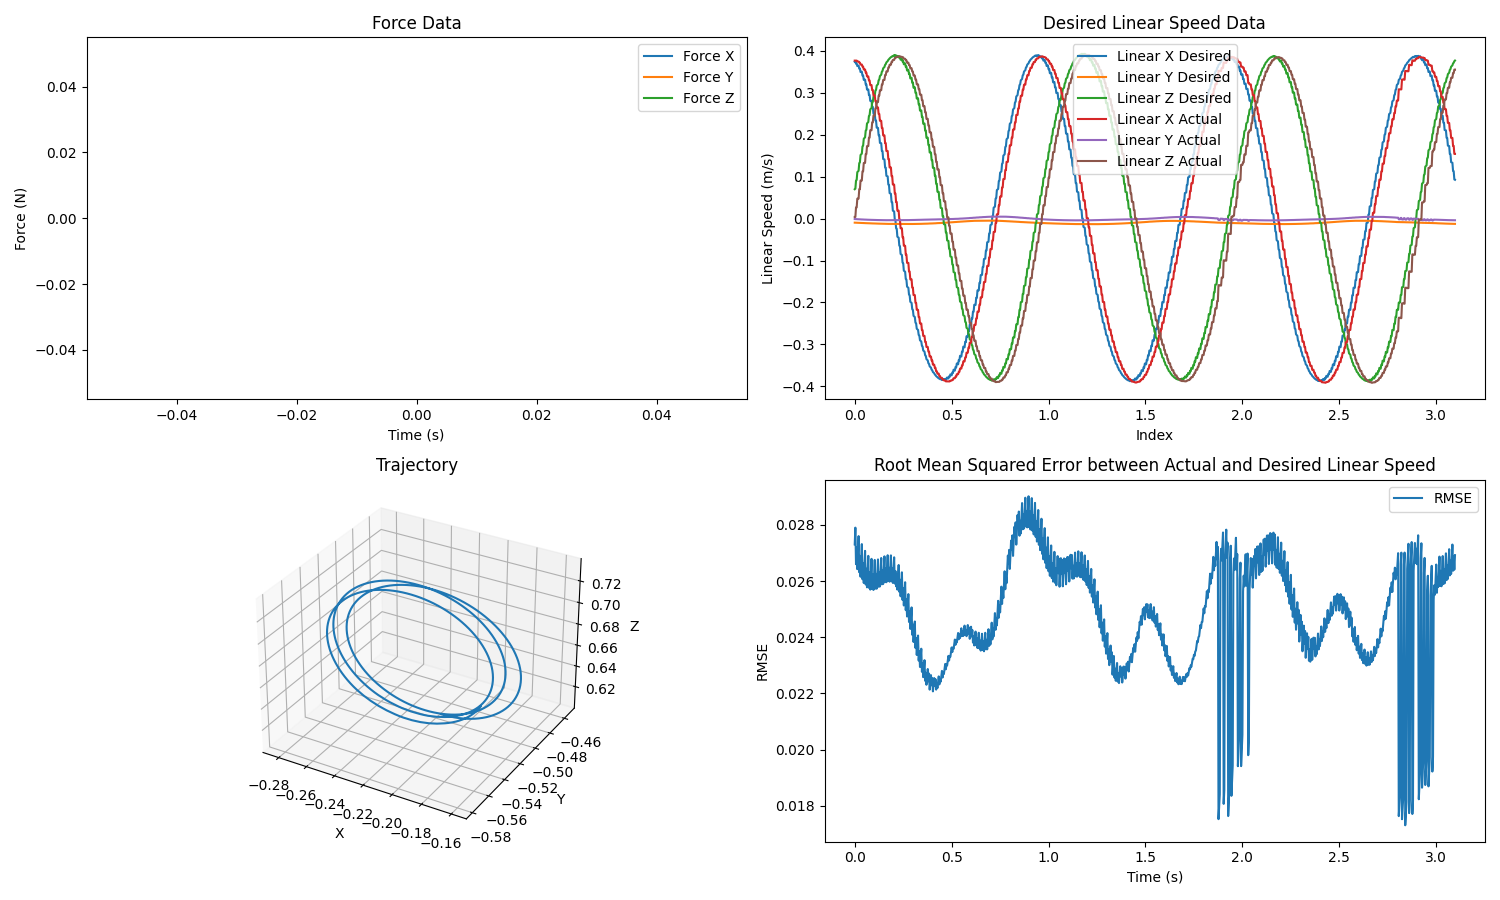 Force Data
Force X
Force Y
Force Z
0.04
0.02
0.00
−0.02
−0.04
Force (N)
−0.04
−0.02
0.00
0.02
0.04
Time (s)
Desired Linear Speed Data
Linear X Desired
Linear Y Desired
Linear Z Desired
Linear X Actual
Linear Y Actual
Linear Z Actual
0.4
0.3
0.2
0.1
0.0
−0.1
−0.2
−0.3
−0.4
Linear Speed (m/s)
0.0
0.5
1.0
1.5
2.0
2.5
3.0
Index
Trajectory
0.72
0.70
0.68
0.66
0.64
0.62
Z
−0.46
−0.48
−0.50
−0.52
−0.54
−0.56
−0.58
Y
−0.28
−0.26
−0.24
−0.22
−0.20
−0.18
−0.16
X
Root Mean Squared Error between Actual and Desired Linear Speed
RMSE
0.028
0.026
0.024
0.022
0.020
0.018
RMSE
0.0
0.5
1.0
1.5
2.0
2.5
3.0
Time (s)